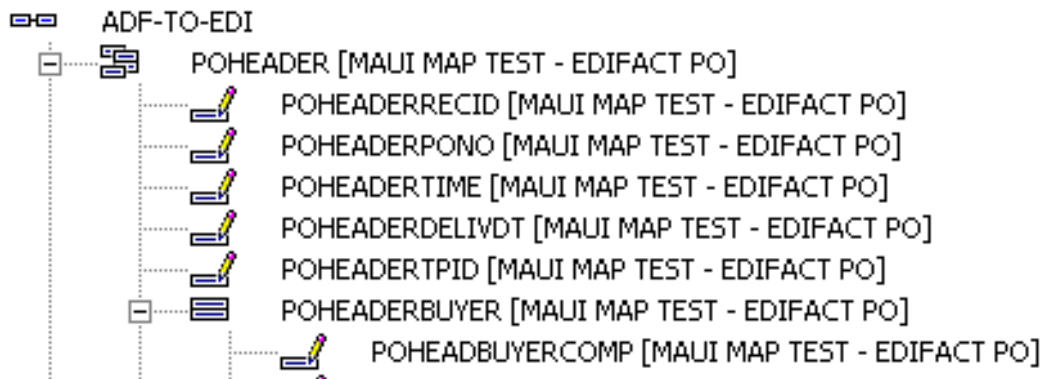 ADF-TO-EDI
POHEADER [MAUI MAP TEST - EDIFACT PO]
POHEADERRECID [MAUI MAP TEST - EDIFACT PO]
POHEADERPONO [MAUI MAP TEST - EDIFACT PO]
POHEADERTIME [MAUI MAP TEST - EDIFACT PO]
POHEADERDELIVDT [MAUI MAP TEST - EDIFACT PO]
POHEADERTPID [MAUI MAP TEST - EDIFACT PO]
POHEADERBUYER [MAUI MAP TEST - EDIFACT PO]
POHEADBUYERCOMP [MAUI MAP TEST - EDIFACT PO]